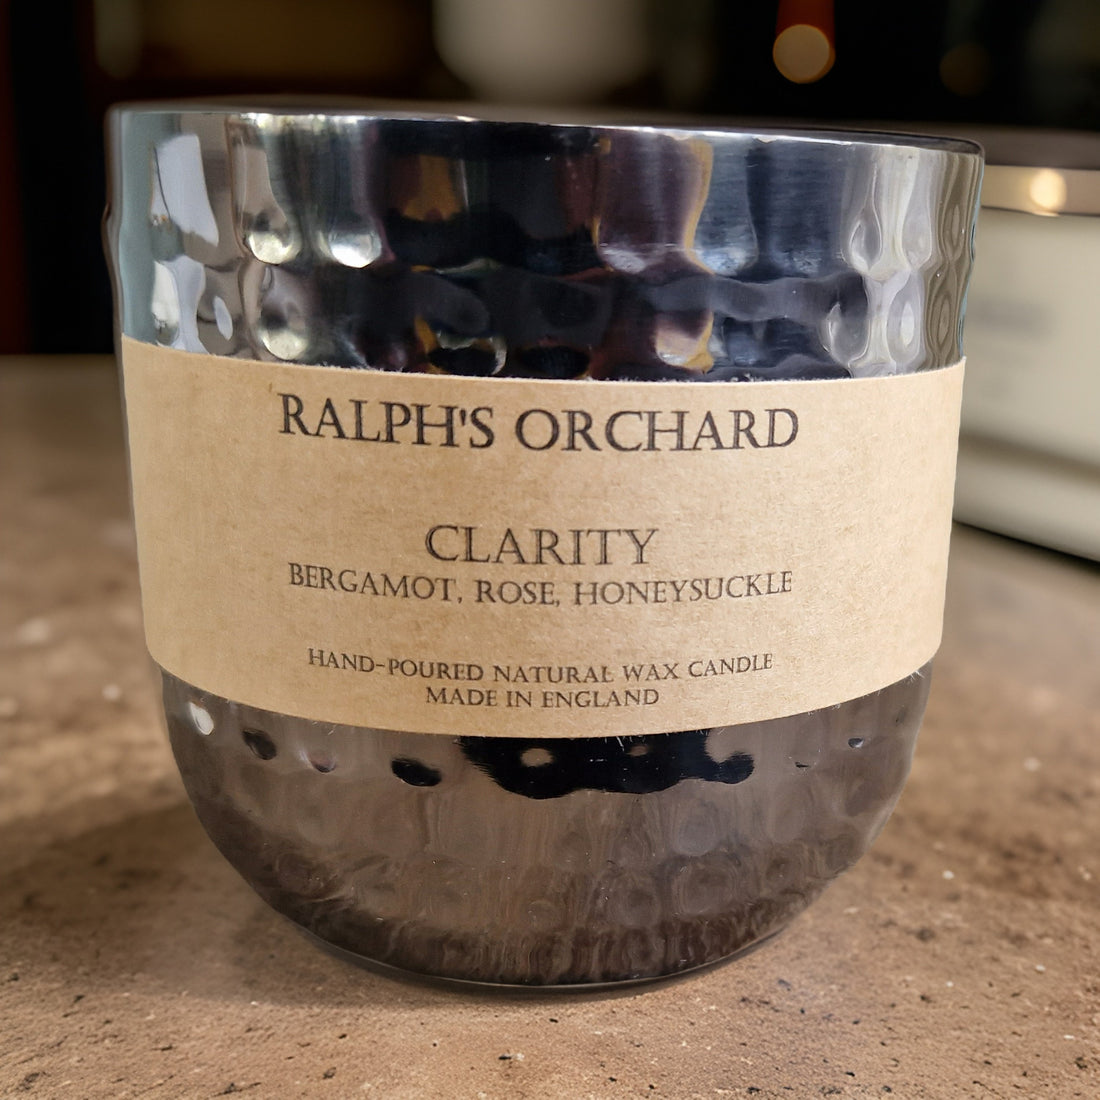 RALPH'S ORCHARD
CLARITY
BERGAMOT, ROSE, HONEYSUCKLE
HAND-POURED NATURAL WAX CANDLE
MADE IN ENGLAND